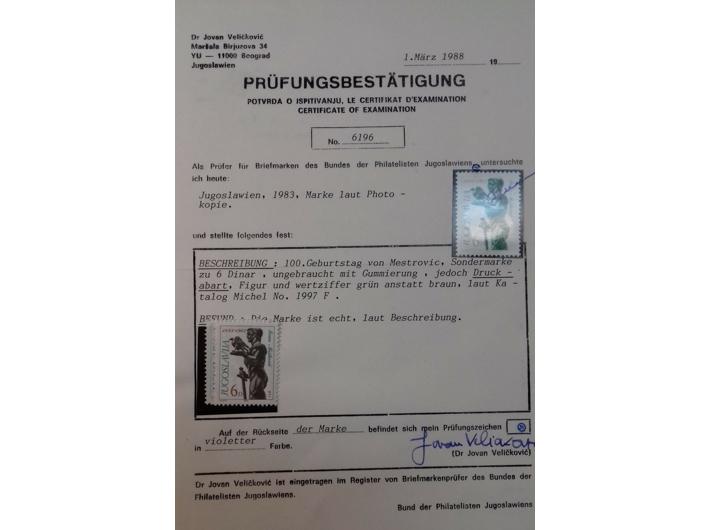 Dr Jovan Veličković
Maršala Birjuzova 34
YU — 11000 Beograd
Jugoslawien
1.März 1988 19
PRÜFUNGSBESTÄTIGUNG
POTVRDA O ISPITIVANJU, LE CERTIFIKAT D'EXAMINATION
CERTIFICATE OF EXAMINATION
No. 6196
Als Prüfer für Briefmarken des Bundes der Philatelisten Jugoslawiens untersuchte
ich heute:
Jugoslawien, 1983, Marke laut Photo -
kopie.
und stellte folgendes fest:
BESCHREIBUNG : 100.Geburtstag von Mestrovic, Sondermarke
zu 6 Dinar , ungebraucht mit Gummierung , jedoch Druck -
abart, Figur und wertziffer grün anstatt braun, laut Ka -
talog Michel No. 1997 F .
BEFUND : Die Marke ist echt, laut Beschreibung.
JUGOSLAVIJA
6
Auf der Rückseite der Marke befindet sich mein Prüfungszeichen
in violetter Farbe.
Jovan Veličković
(Dr Jovan Veličković)
Dr Jovan Veličković ist eingetragen im Register von Briefmarkenprüfer des Bundes der
Philatelisten Jugoslawiens.
Bund der Philatelisten Jugoslawiens